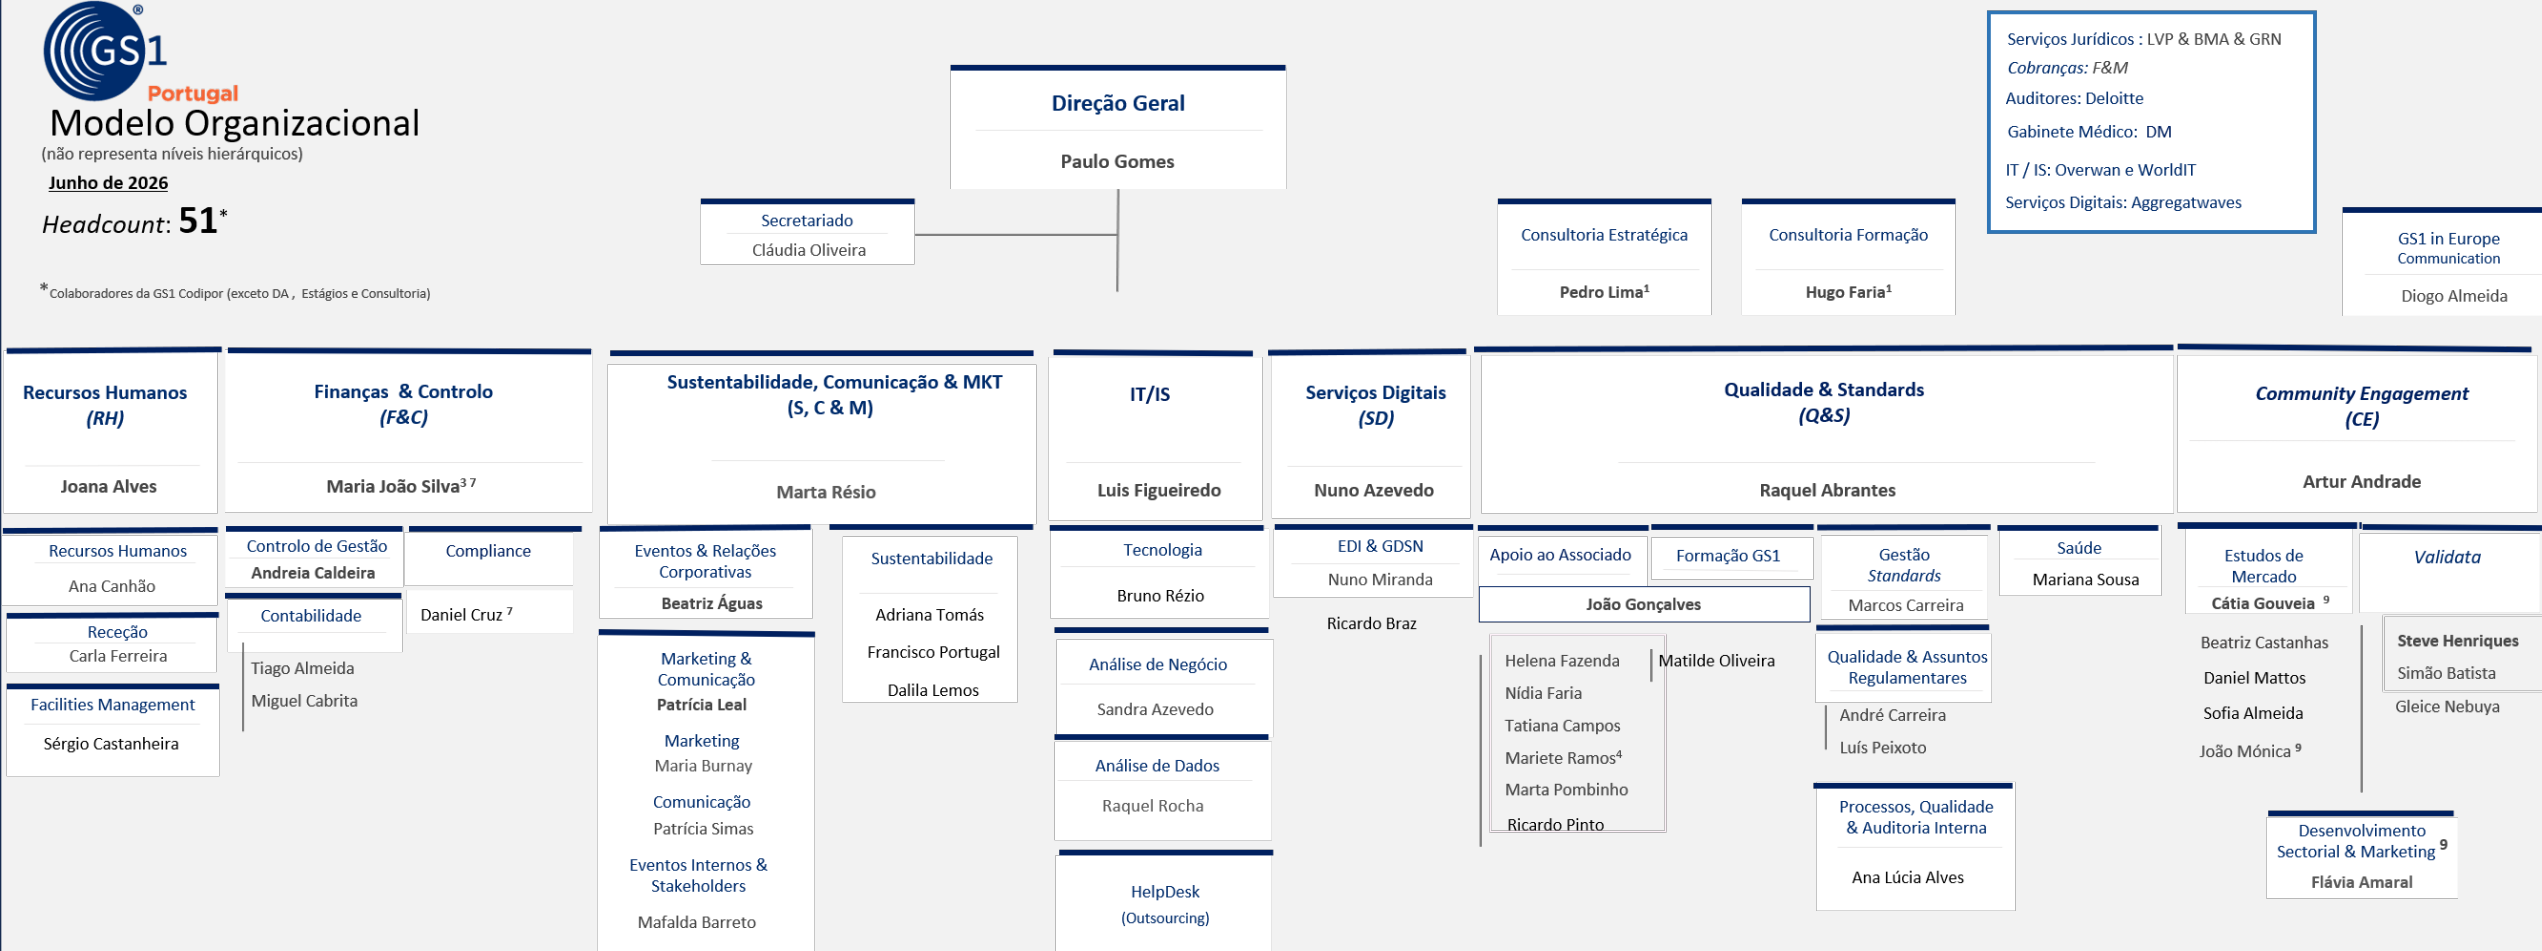 GS1
®
Portugal
Modelo Organizacional
(não representa níveis hierárquicos)
Junho de 2026
Headcount: 51*
*Colaboradores da GS1 Codipor (exceto DA , Estágios e Consultoria)
Direção Geral
Paulo Gomes
Secretariado
Cláudia Oliveira
Consultoria Estratégica
Pedro Lima¹
Consultoria Formação
Hugo Faria¹
Serviços Jurídicos : LVP & BMA & GRN
Cobranças: F&M
Auditores: Deloitte
Gabinete Médico: DM
IT / IS: Overwan e WorldIT
Serviços Digitais: Aggregatwaves
GS1 in Europe
Communication
Diogo Almeida
Recursos Humanos
(RH)
Joana Alves
Recursos Humanos
Ana Canhão
Receção
Carla Ferreira
Facilities Management
Sérgio Castanheira
Finanças & Controlo
(F&C)
Maria João Silva³ ⁷
Controlo de Gestão
Andreia Caldeira
Contabilidade
Tiago Almeida
Miguel Cabrita
Compliance
Daniel Cruz ⁷
Sustentabilidade, Comunicação & MKT
(S, C & M)
Marta Résio
Eventos & Relações
Corporativas
Beatriz Águas
Marketing &
Comunicação
Patrícia Leal
Marketing
Maria Burnay
Comunicação
Patrícia Simas
Eventos Internos &
Stakeholders
Mafalda Barreto
Sustentabilidade
Adriana Tomás
Francisco Portugal
Dalila Lemos
IT/IS
Luis Figueiredo
Tecnologia
Bruno Rézio
Análise de Negócio
Sandra Azevedo
Análise de Dados
Raquel Rocha
HelpDesk
(Outsourcing)
Serviços Digitais
(SD)
Nuno Azevedo
EDI & GDSN
Nuno Miranda
Ricardo Braz
Qualidade & Standards
(Q&S)
Raquel Abrantes
Apoio ao Associado
Formação GS1
João Gonçalves
Helena Fazenda
Nídia Faria
Tatiana Campos
Mariete Ramos⁴
Marta Pombinho
Ricardo Pinto
Matilde Oliveira
Gestão
Standards
Marcos Carreira
Qualidade & Assuntos
Regulamentares
André Carreira
Luís Peixoto
Processos, Qualidade
& Auditoria Interna
Ana Lúcia Alves
Saúde
Mariana Sousa
Community Engagement
(CE)
Artur Andrade
Estudos de
Mercado
Cátia Gouveia ⁹
Beatriz Castanhas
Daniel Mattos
Sofia Almeida
João Mónica ⁹
Validata
Steve Henriques
Simão Batista
Gleice Nebuya
Desenvolvimento
Sectorial & Marketing ⁹
Flávia Amaral